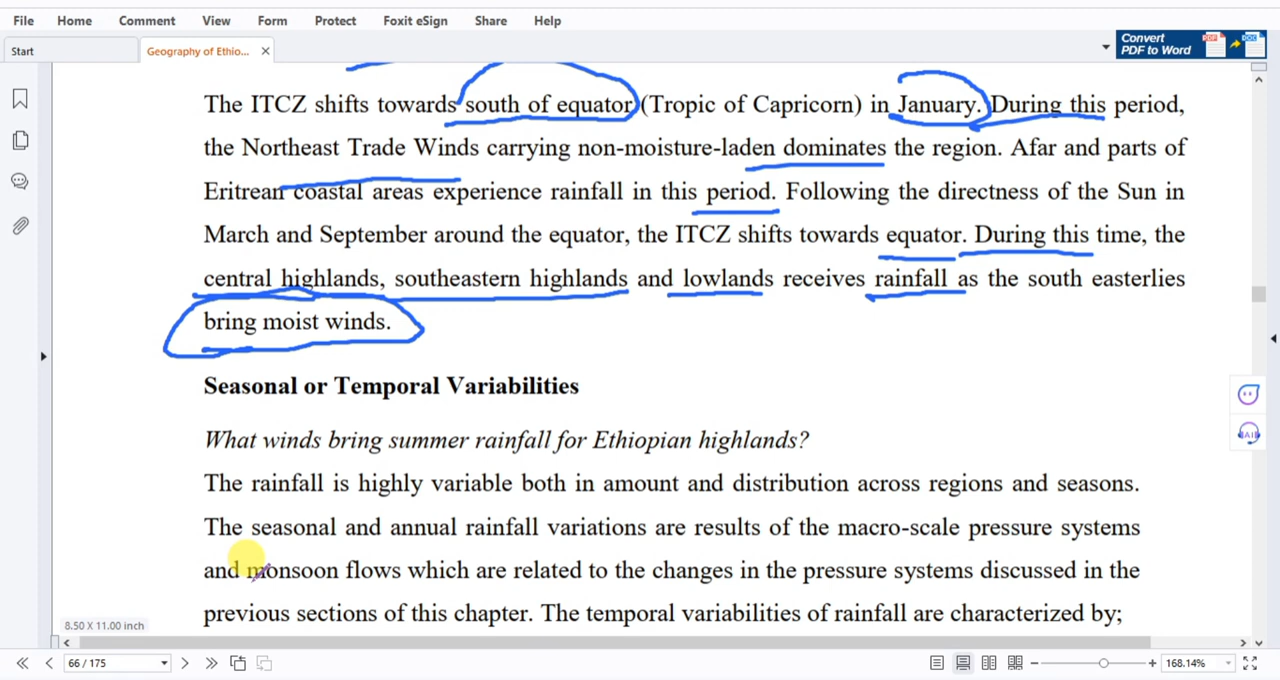 File Home Comment View Form Protect Foxit eSign Share Help
Start Geography of Ethio...
Convert
PDF to Word
The ITCZ shifts towards south of equator (Tropic of Capricorn) in January. During this period,
the Northeast Trade Winds carrying non-moisture-laden dominates the region. Afar and parts of
Eritrean coastal areas experience rainfall in this period. Following the directness of the Sun in
March and September around the equator, the ITCZ shifts towards equator. During this time, the
central highlands, southeastern highlands and lowlands receives rainfall as the south easterlies
bring moist winds.
Seasonal or Temporal Variabilities
What winds bring summer rainfall for Ethiopian highlands?
The rainfall is highly variable both in amount and distribution across regions and seasons.
The seasonal and annual rainfall variations are results of the macro-scale pressure systems
and monsoon flows which are related to the changes in the pressure systems discussed in the
previous sections of this chapter. The temporal variabilities of rainfall are characterized by;
8.50 X 11.00 inch
66 / 175 168.14%